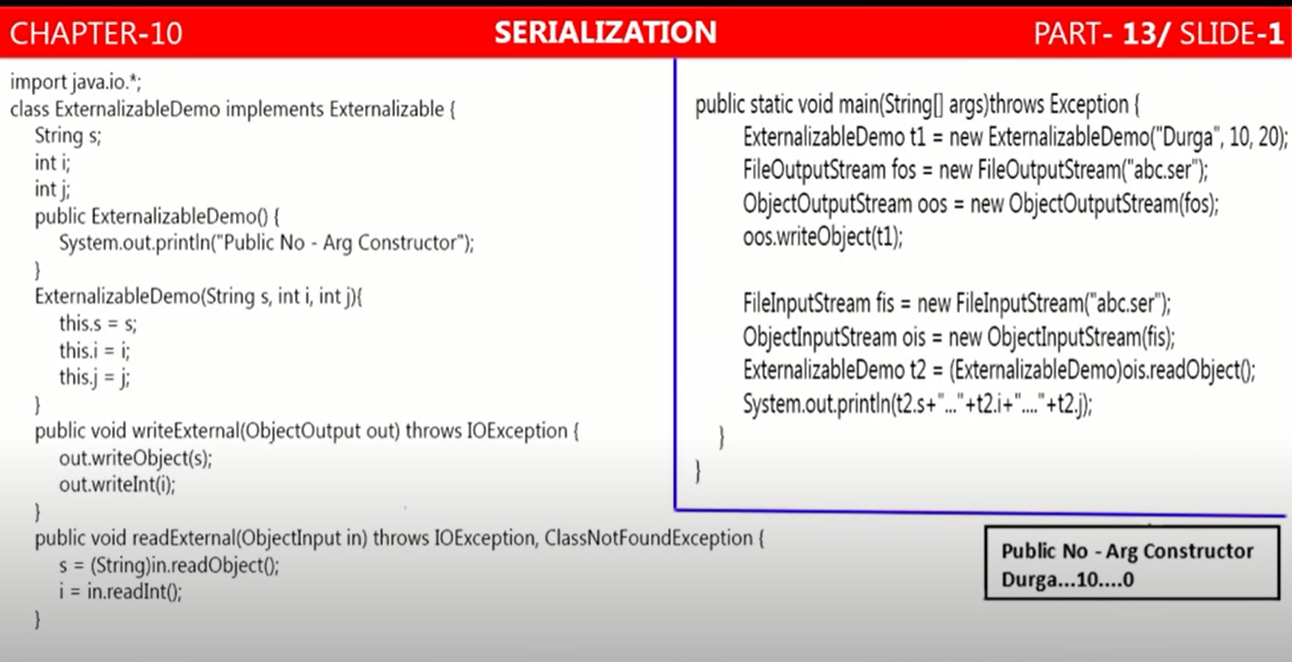 CHAPTER-10 SERIALIZATION PART- 13/ SLIDE-1
import java.io.*;
class ExternalizableDemo implements Externalizable {
String s;
int i;
int j;
public ExternalizableDemo() {
System.out.println("Public No - Arg Constructor");
}
ExternalizableDemo(String s, int i, int j){
this.s = s;
this.i = i;
this.j = j;
}
public void writeExternal(ObjectOutput out) throws IOException {
out.writeObject(s);
out.writeInt(i);
}
public void readExternal(ObjectInput in) throws IOException, ClassNotFoundException {
s = (String)in.readObject();
i = in.readInt();
}
public static void main(String[] args)throws Exception {
ExternalizableDemo t1 = new ExternalizableDemo("Durga", 10, 20);
FileOutputStream fos = new FileOutputStream("abc.ser");
ObjectOutputStream oos = new ObjectOutputStream(fos);
oos.writeObject(t1);
FileInputStream fis = new FileInputStream("abc.ser");
ObjectInputStream ois = new ObjectInputStream(fis);
ExternalizableDemo t2 = (ExternalizableDemo)ois.readObject();
System.out.println(t2.s+"..."+t2.i+"...."+t2.j);
}
}
Public No - Arg Constructor
Durga...10....0